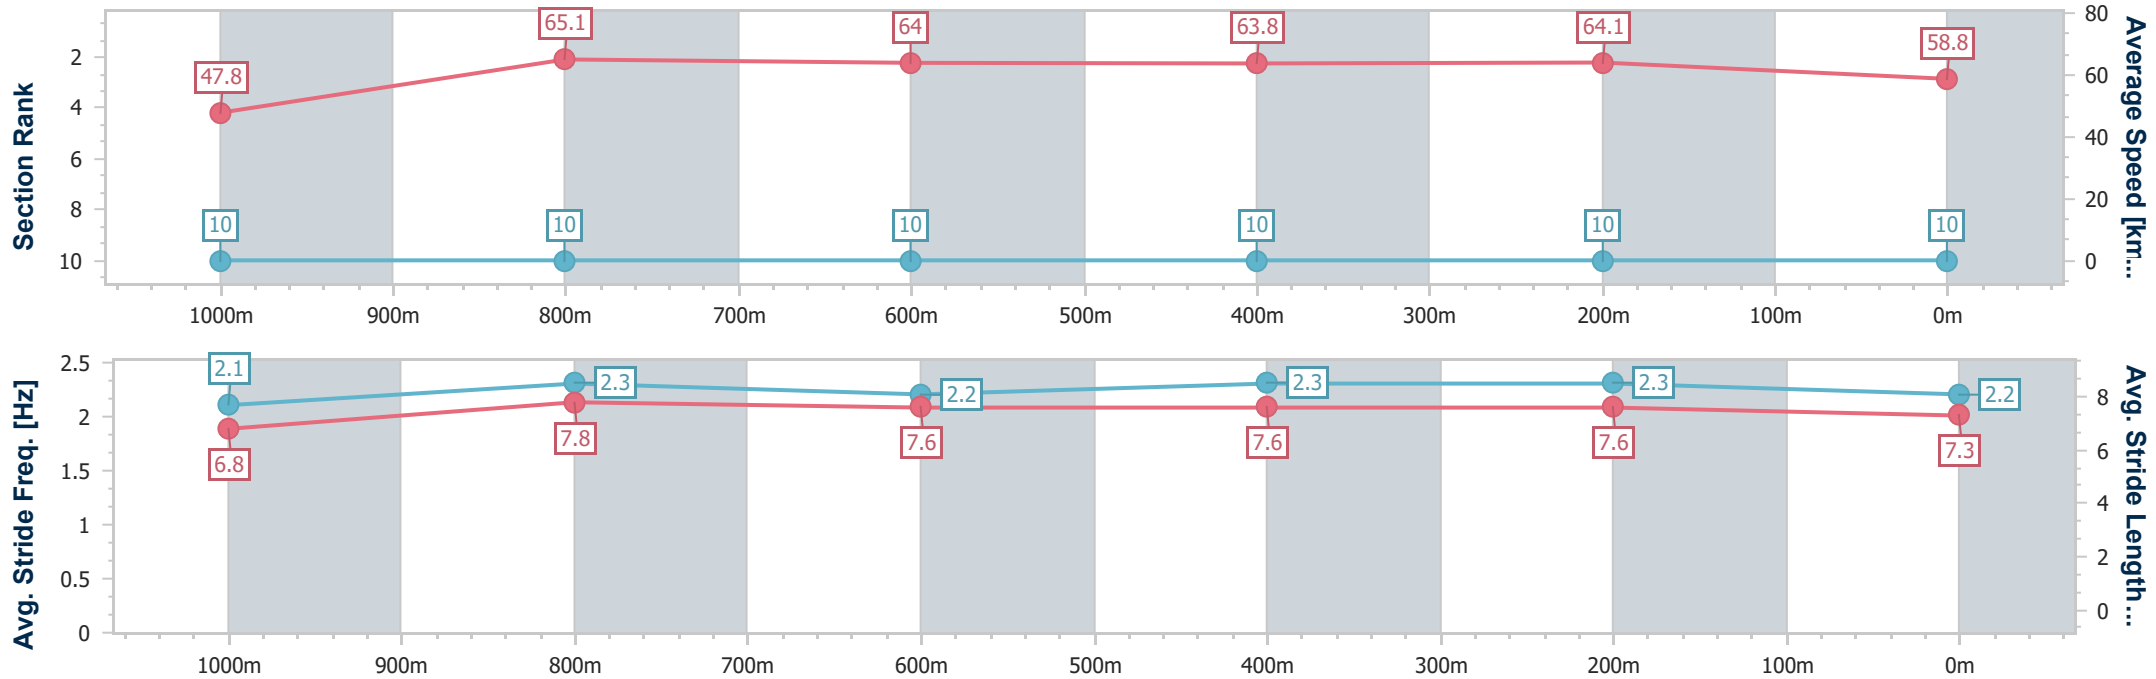 Section Rank
2
4
6
8
10
47.8
65.1
64
63.8
64.1
58.8
10
10
10
10
10
10
80
60
40
20
0
Average Speed [km...
1000m
900m
800m
700m
600m
500m
400m
300m
200m
100m
0m
Avg. Stride Freq. [Hz]
2.5
2
1.5
1
0.5
0
2.1
2.3
2.2
2.3
2.3
2.2
6.8
7.8
7.6
7.6
7.6
7.3
8
6
4
2
0
Avg. Stride Length...
1000m
900m
800m
700m
600m
500m
400m
300m
200m
100m
0m